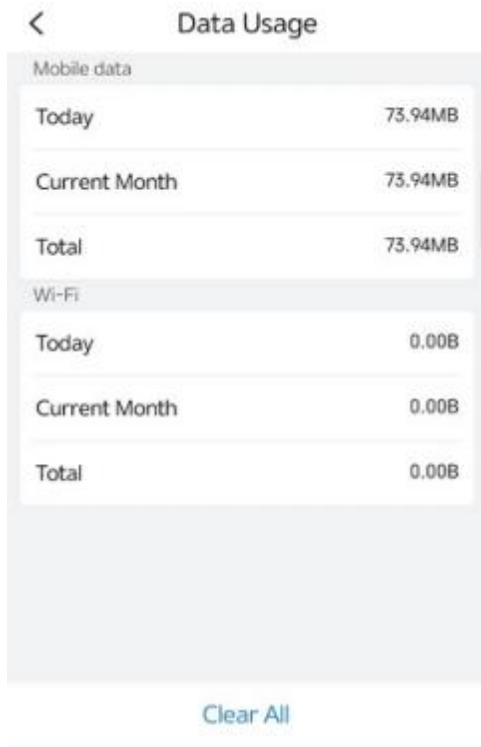 Data Usage
Mobile data
Today 73.94MB
Current Month 73.94MB
Total 73.94MB
Wi-Fi
Today 0.00B
Current Month 0.00B
Total 0.00B
Clear All